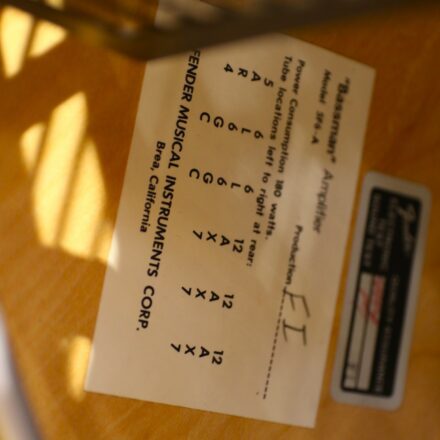 "Bassman" Amplifier
Model 5F6-A Production F I
Power Consumption 180 watts.
Tube locations left to right at rear:
5 6 6 12 12 12
A L L A A A
R 6 6 X X X
4 G G 7 7 7
C C
FENDER MUSICAL INSTRUMENTS CORP.
Brea, California
Fender